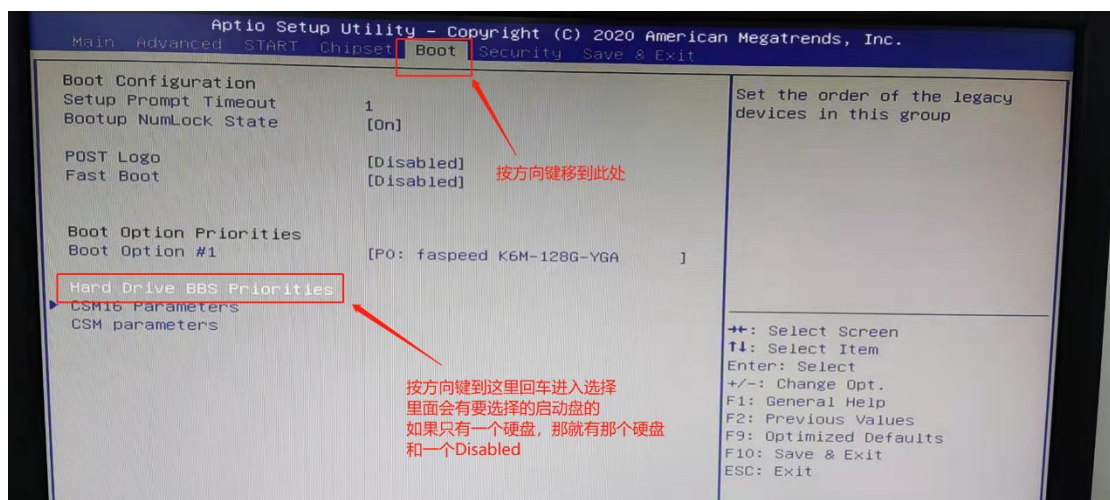 Aptio Setup Utility – Copyright (C) 2020 American Megatrends, Inc.
Main Advanced START Chipset Boot Security Save & Exit
Boot Configuration
Setup Prompt Timeout 1
Bootup NumLock State [On]
POST Logo [Disabled]
Fast Boot [Disabled]
按方向键移到此处
Boot Option Priorities
Boot Option #1 [PO: faspeed K6M-128G-YGA ]
Hard Drive BBS Priorities
CSM16 Parameters
CSM parameters
按方向键到这里回车进入选择
里面会有要选择的启动盘的
如果只有一个硬盘，那就有那个硬盘
和一个Disabled
Set the order of the legacy
devices in this group
→←: Select Screen
↑↓: Select Item
Enter: Select
+/-: Change Opt.
F1: General Help
F2: Previous Values
F9: Optimized Defaults
F10: Save & Exit
ESC: Exit